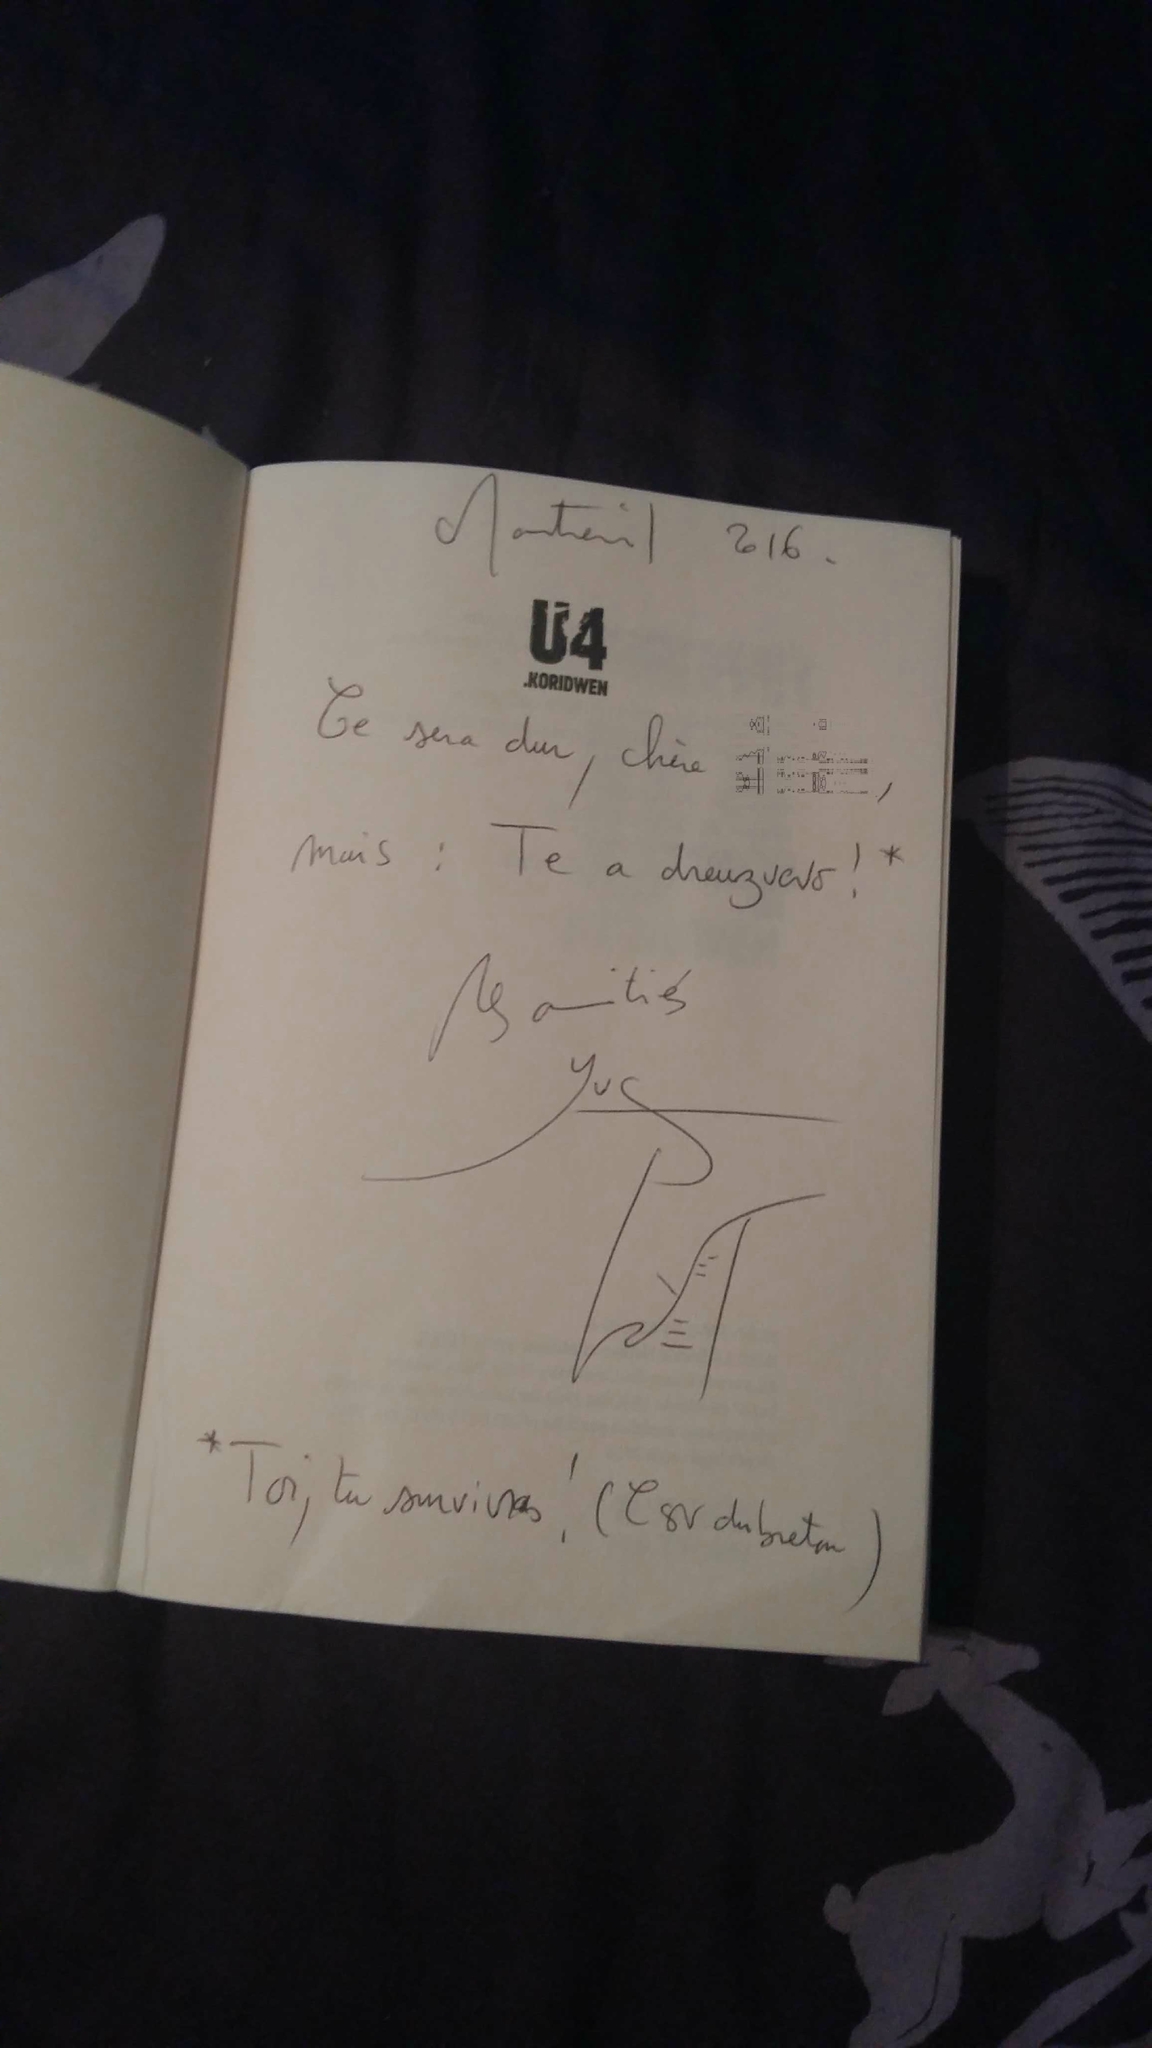 Montreuil 2016.
U4
.KORIDWEN
Ce sera dur, chère ,
mais : Te a dreuzvevo ! *
Mes amitiés
Yves
* Toi, tu survivras ! (C'est du breton)